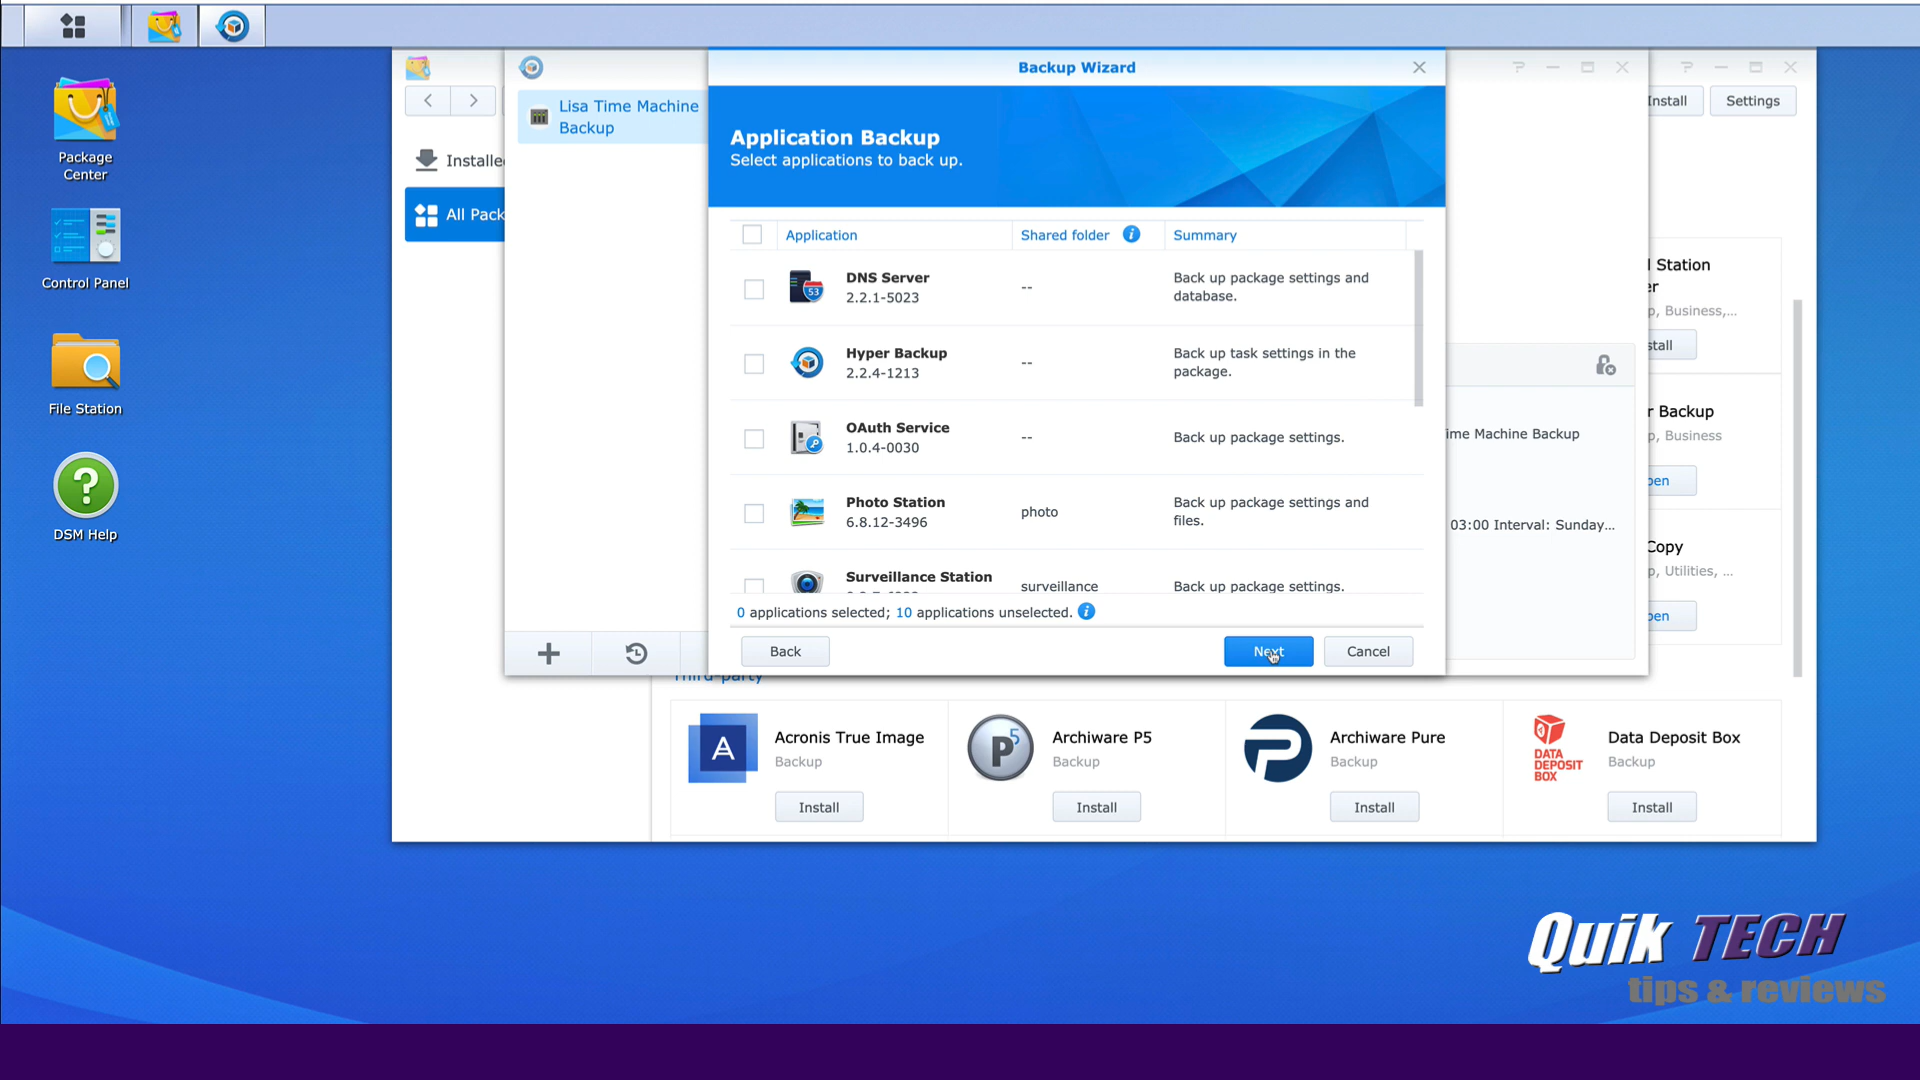 Package
Center
Control Panel
File Station
DSM Help
Installe
All Pack
Lisa Time Machine
Backup
Backup Wizard
Application Backup
Select applications to back up.
Application
Shared folder
Summary
DNS Server
2.2.1-5023
--
Back up package settings and
database.
Hyper Backup
2.2.4-1213
--
Back up task settings in the
package.
OAuth Service
1.0.4-0030
--
Back up package settings.
Photo Station
6.8.12-3496
photo
Back up package settings and
files.
Surveillance Station
surveillance
Back up package settings.
0 applications selected; 10 applications unselected.
Back
Next
Cancel
ime Machine Backup
03:00 Interval: Sunday...
nstall
Settings
l Station
er
p, Business,...
stall
r Backup
p, Business
pen
Copy
p, Utilities, ...
pen
Third-party
Acronis True Image
Backup
Install
Archiware P5
Backup
Install
Archiware Pure
Backup
Install
DATA
DEPOSIT
BOX
Data Deposit Box
Backup
Install
Quik TECH
tips & reviews